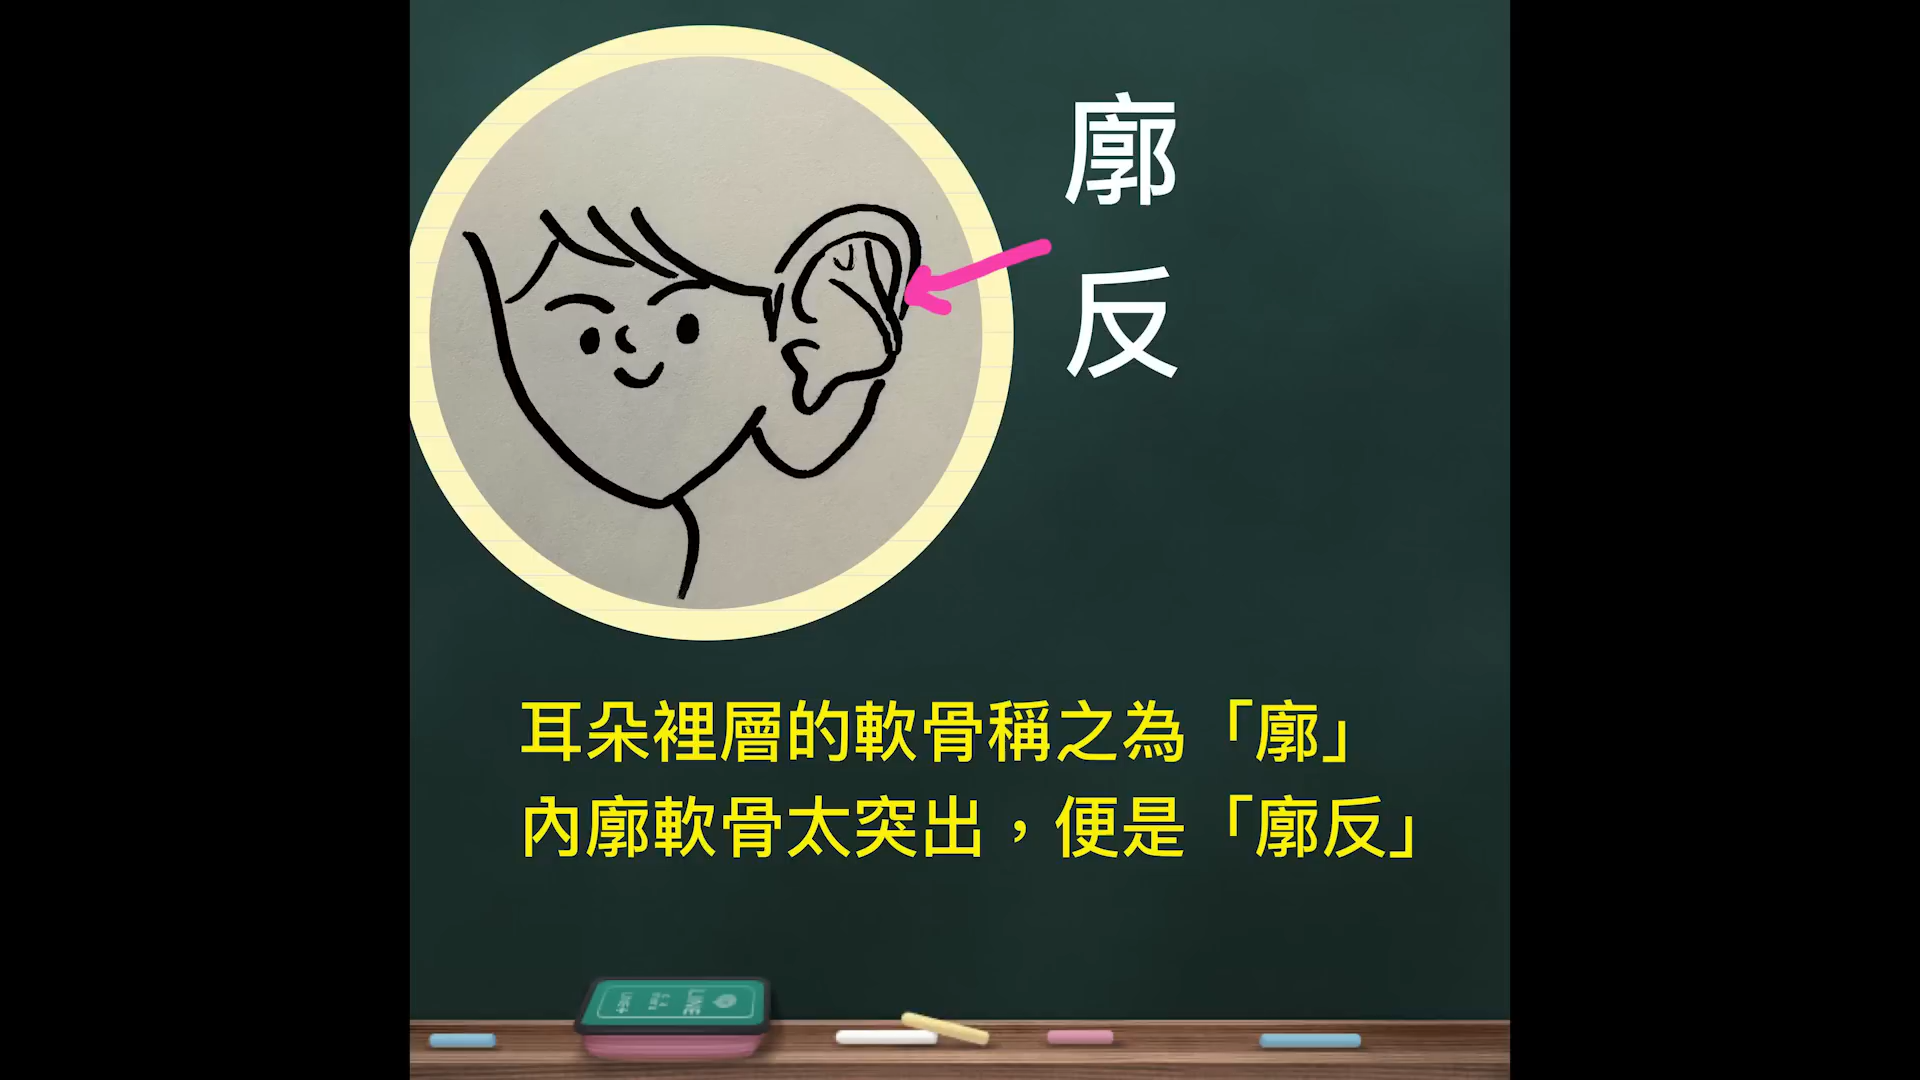 廓反
耳朵裡層的軟骨稱之為「廓」
內廓軟骨太突出，便是「廓反」
LINE